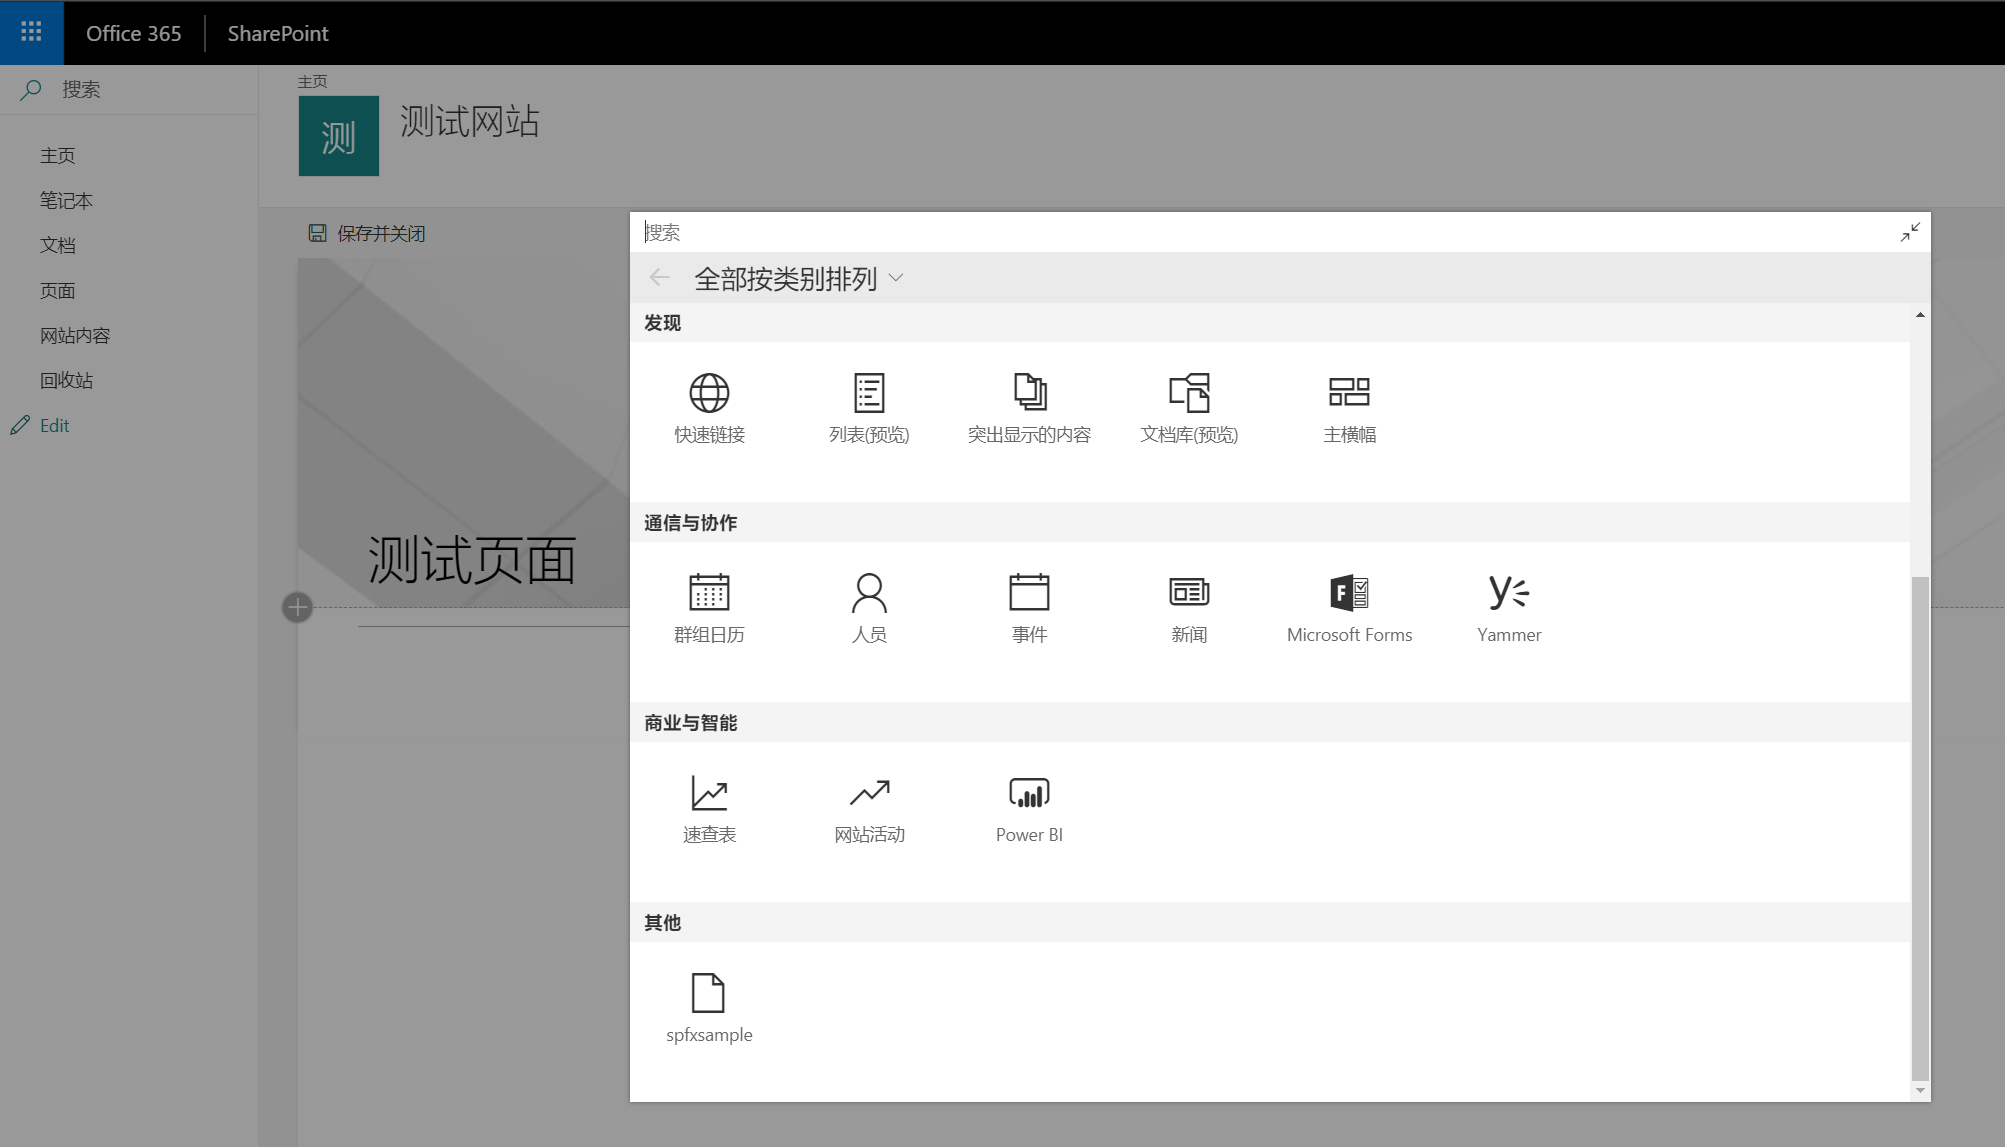 Office 365
SharePoint
搜索
主页
笔记本
文档
页面
网站内容
回收站
Edit
主页
测
测试网站
保存并关闭
测试页面
搜索
全部按类别排列
发现
快速链接
列表(预览)
突出显示的内容
文档库(预览)
主横幅
通信与协作
群组日历
人员
事件
新闻
Microsoft Forms
Yammer
商业与智能
速查表
网站活动
Power BI
其他
spfxsample